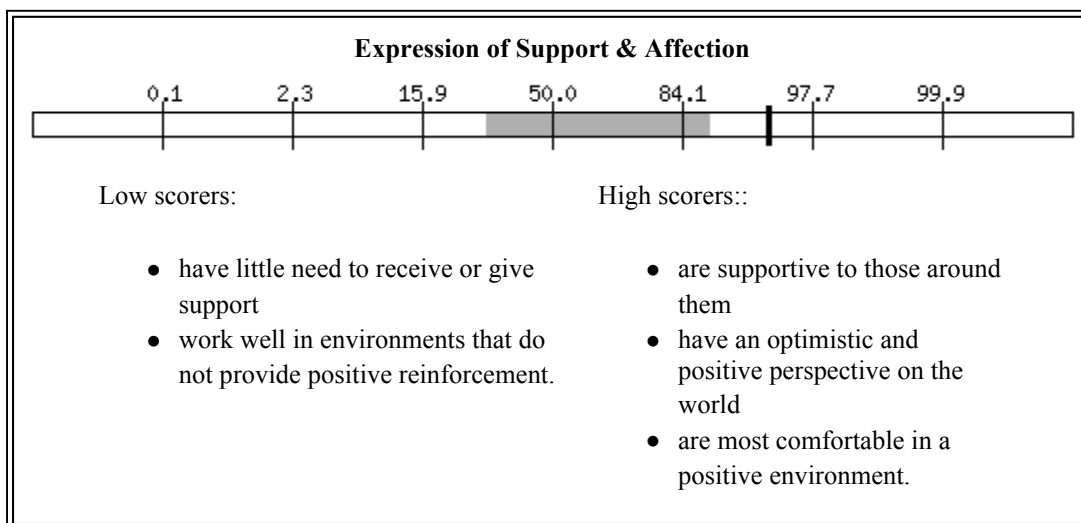 Expression of Support & Affection
0.1 2.3 15.9 50.0 84.1 97.7 99.9
Low scorers:
● have little need to receive or give
support
● work well in environments that do
not provide positive reinforcement.
High scorers::
● are supportive to those around
them
● have an optimistic and
positive perspective on the
world
● are most comfortable in a
positive environment.